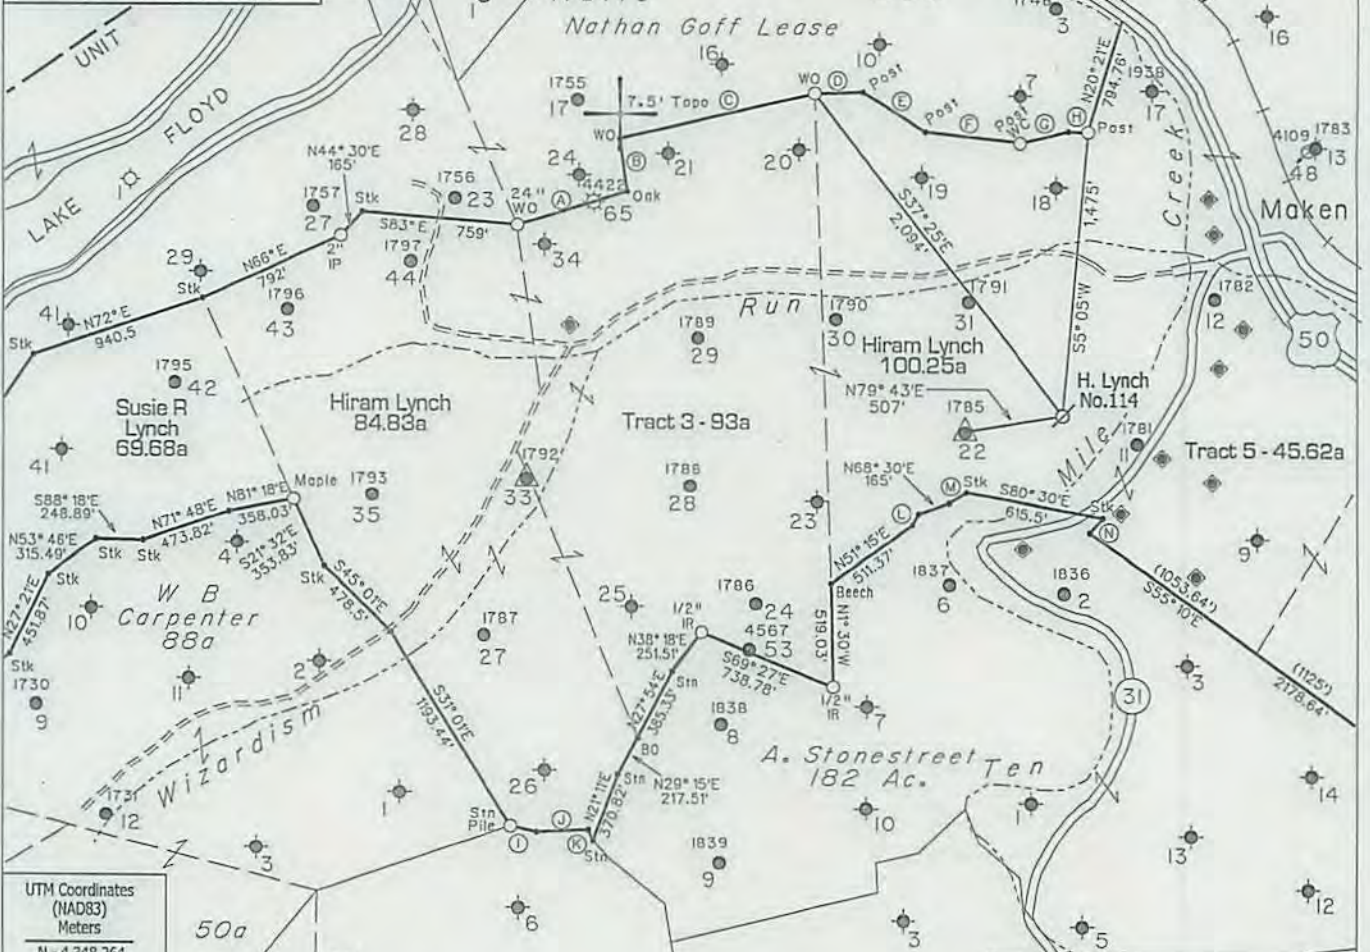 UNIT
LAKE FLOYD
Nathan Goff Lease
1
3
16
10
16
1755
17
7.5' Topo
C
WO
D
Post
E
Post
F
Post
WC
G
H
Post
7
N20° 21'E
794.76'
1938
17
4109
48
1783
13
28
WO
B
24
21
20
19
18
Creek
Maken
N44° 30'E
165'
1757
27
Stk
1756
23
24"
WO
A
4422
65
Oak
S83° E
759'
2"
IP
1797
44
34
29
Stk
N66° E
792'
1796
43
41
N72° E
940.5
Stk
S37° 25'E
2,094'
1,475'
S5° 05'W
Run
1790
30
1791
31
1782
12
50
1789
29
Hiram Lynch
100.25a
1795
42
Susie R
Lynch
69.68a
Hiram Lynch
84.83a
Tract 3 - 93a
N79° 43'E
507'
1785
22
H. Lynch
No.114
1781
11
Tract 5 - 45.62a
Mile
41
Maple
1793
35
1792
33
1788
28
23
N68° 30'E
165'
M
Stk
L
S80° 30'E
615.5'
N
S88° 18'E
248.89'
N71° 48'E
473.82'
N81° 18'E
358.03'
N53° 46'E
315.49'
Stk
Stk
4
S21° 32'E
353.83'
Stk
N27° 21'E
451.87'
10
W B
Carpenter
88a
S45° 01'E
478.5'
N51° 15'E
511.37'
Beech
1837
6
1836
2
9
(1053.64')
S55° 10'E
(1125')
2178.64'
25
1/2"
IR
1786
24
4567
53
S69° 27'E
738.78'
519.03'
N1° 30'W
1/2"
IR
7
1787
27
N38° 18'E
251.51'
Stn
N27° 54'E
385.33'
Stk
1730
9
11
2
3
31
S31° 01'E
1193.44'
1838
8
BO
Stn
N29° 15'E
217.51'
A. Stonestreet
182 Ac.
Ten
Wizardism
26
N21° 11'E
370.82'
1731
12
1
Stn
Pile
I
J
K
Stn
10
1
14
3
1839
9
13
12
UTM Coordinates
(NAD83)
Meters
50a
6
3
5